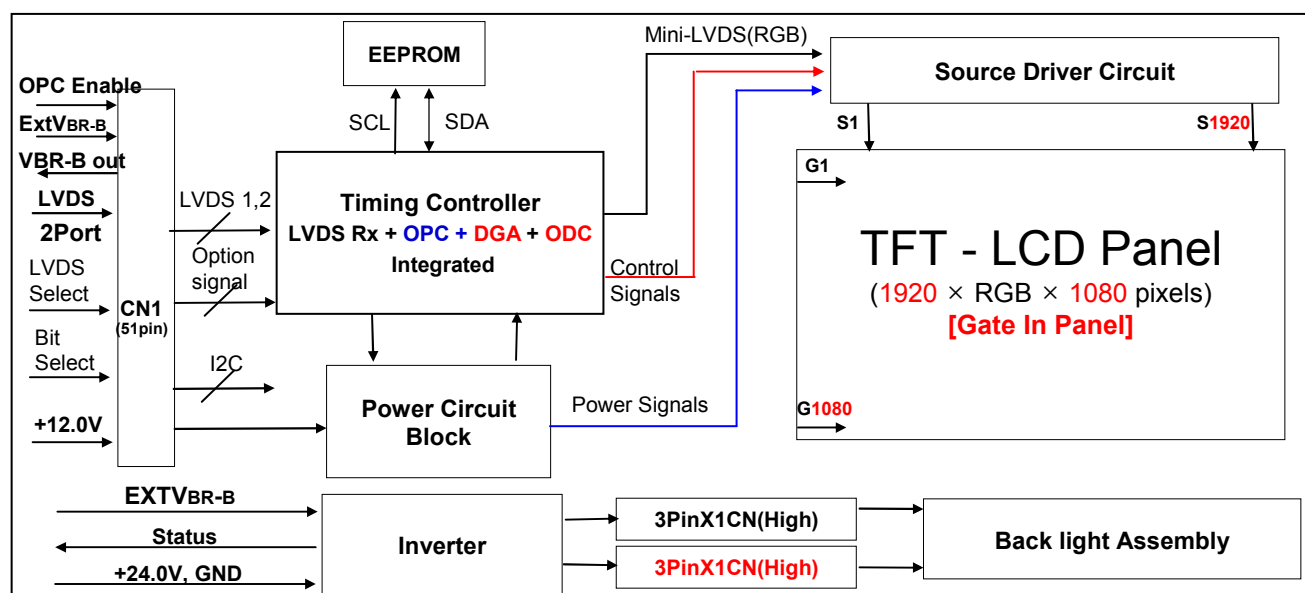 EEPROM
Mini-LVDS(RGB)
Source Driver Circuit
OPC Enable
ExtVBR-B
VBR-B out
LVDS
2Port
LVDS
Select
Bit
Select
+12.0V
CN1
(51pin)
SCL
SDA
LVDS 1,2
Option
signal
I2C
Timing Controller
LVDS Rx + OPC + DGA + ODC
Integrated
Control
Signals
Power Circuit
Block
Power Signals
S1
S1920
G1
TFT - LCD Panel
(1920 × RGB × 1080 pixels)
[Gate In Panel]
G1080
EXTVBR-B
Status
+24.0V, GND
Inverter
3PinX1CN(High)
3PinX1CN(High)
Back light Assembly